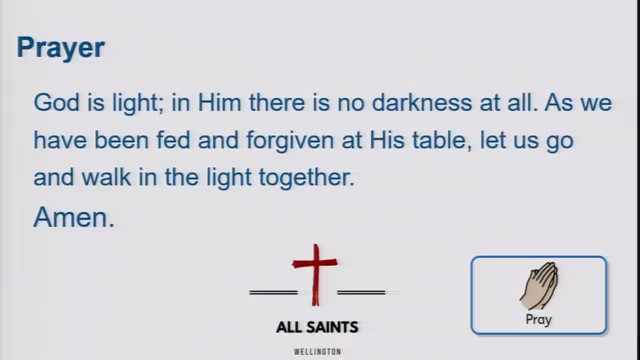 Prayer
God is light; in Him there is no darkness at all. As we
have been fed and forgiven at His table, let us go
and walk in the light together.
Amen.
ALL SAINTS
WELLINGTON
Pray